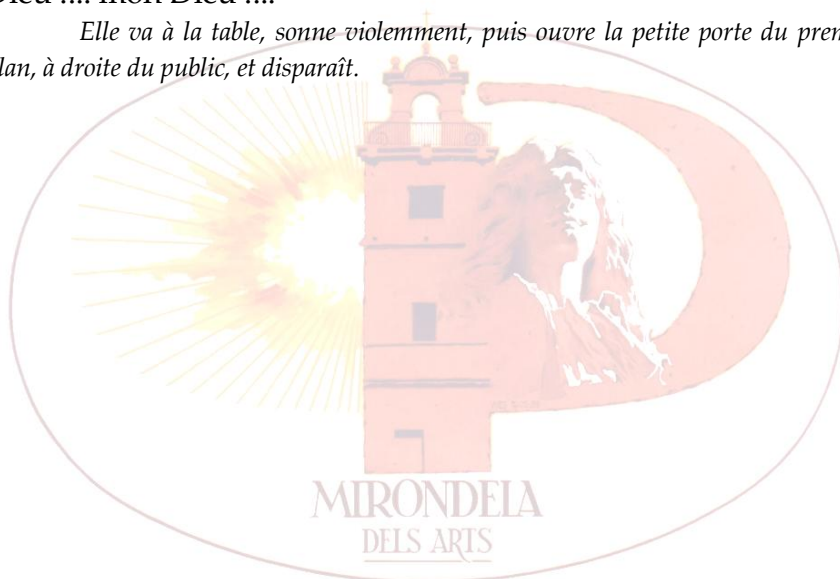 Dieu !.... mon Dieu !....
Elle va à la table, sonne violemment, puis ouvre la petite porte du prem
lan, à droite du public, et disparaît.
MIRONDELA
DELS ARTS